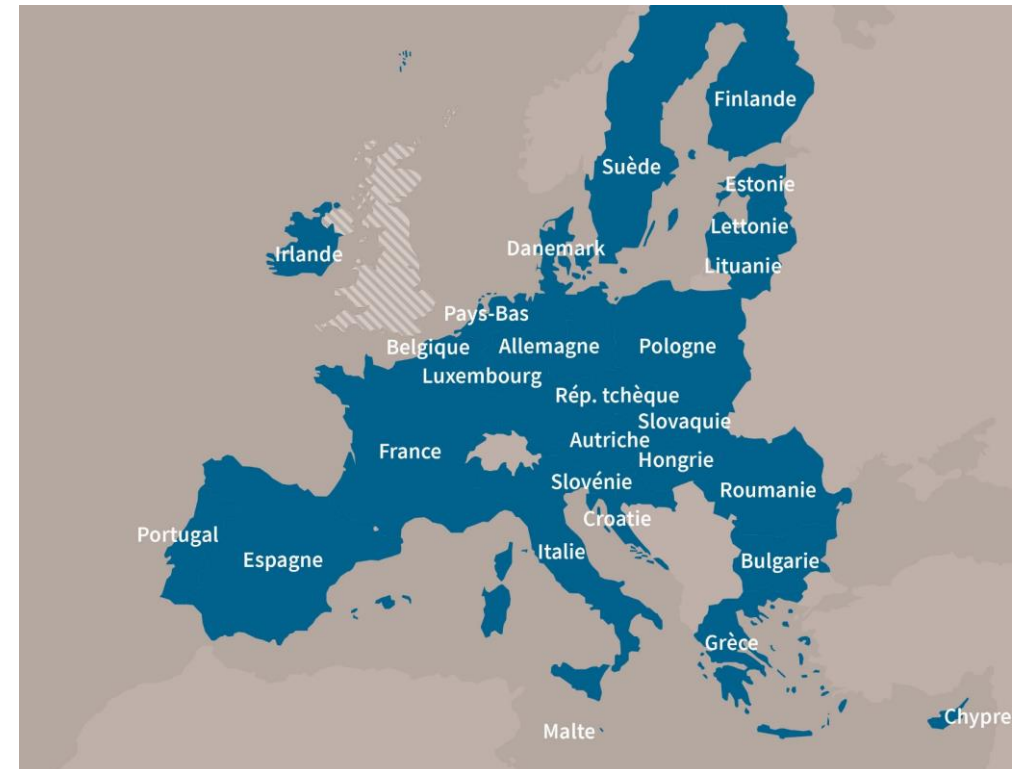 Finlande
Suède
Estonie
Lettonie
Danemark
Irlande
Lituanie
Pays-Bas
Belgique
Allemagne
Pologne
Luxembourg
Rép. tchèque
Slovaquie
Autriche
France
Hongrie
Slovénie
Roumanie
Croatie
Portugal
Italie
Espagne
Bulgarie
Grèce
Chypre
Malte